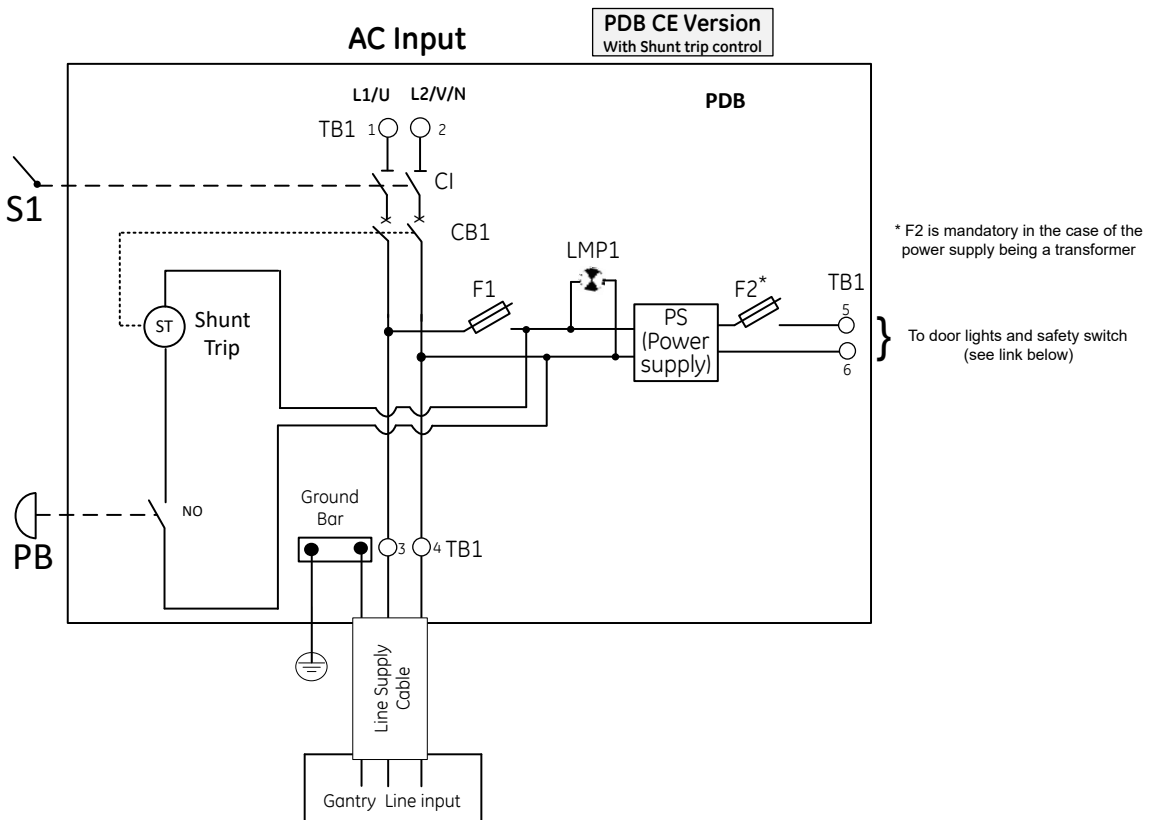 AC Input
PDB CE Version
With Shunt trip control
L1/U
L2/V/N
PDB
TB1
1
2
S1
CI
CB1
* F2 is mandatory in the case of the
power supply being a transformer
LMP1
F1
F2*
TB1
5
ST
Shunt
Trip
PS
(Power
supply)
To door lights and safety switch
(see link below)
6
Ground
Bar
NO
PB
3
4
TB1
Line Supply
Cable
Gantry Line input